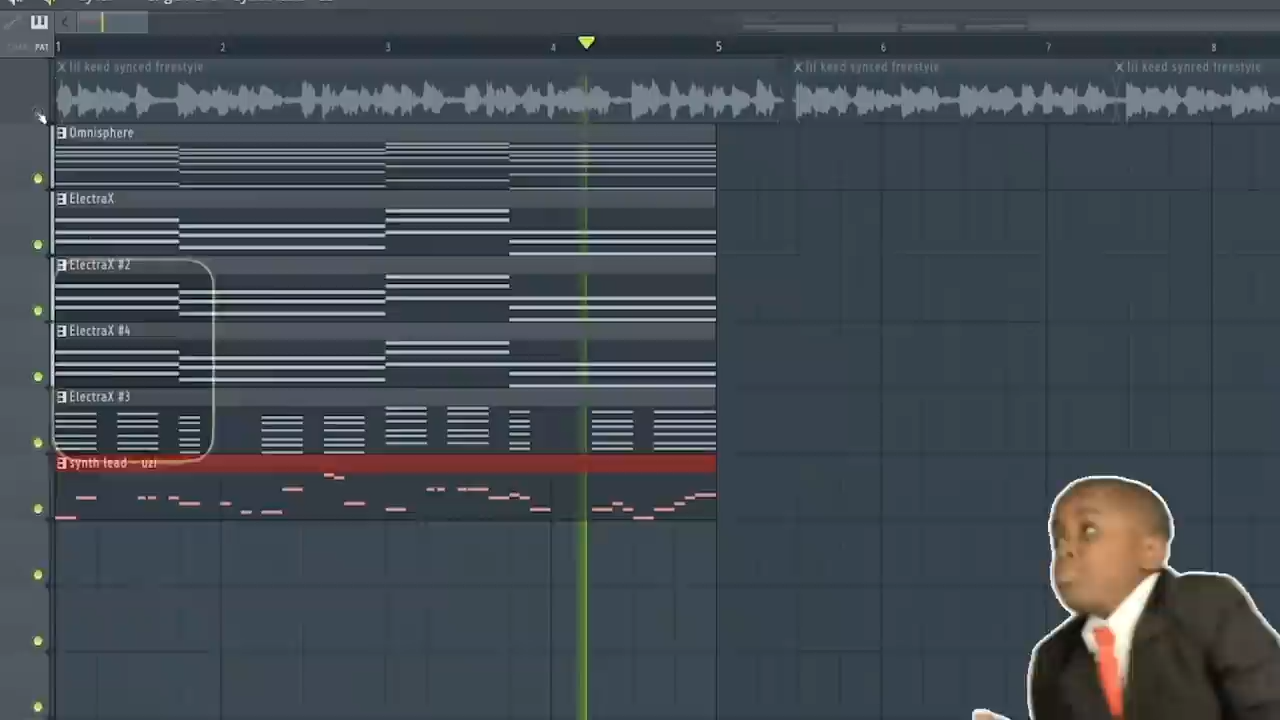 CHAN PAT
1 2 3 4 5 6 7 8
lil keed synced freestyle lil keed synced freestyle lil keed synced freestyle
Omnisphere
ElectraX
ElectraX #2
ElectraX #4
ElectraX #3
synth lead - uzi